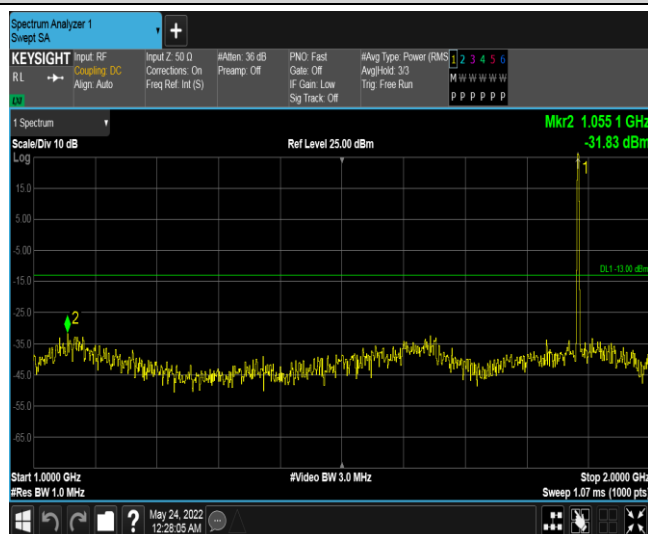 Spectrum Analyzer 1
Swept SA
+
KEYSIGHT
RL
LXI
Input: RF
Coupling: DC
Align: Auto
Input Z: 50 Ω
Corrections: On
Freq Ref: Int (S)
#Atten: 36 dB
Preamp: Off
PNO: Fast
Gate: Off
IF Gain: Low
Sig Track: Off
#Avg Type: Power (RMS
Avg|Hold: 3/3
Trig: Free Run
1 2 3 4 5 6
M W W W W W
P P P P P P
1 Spectrum
Mkr2 1.055 1 GHz
Scale/Div 10 dB
Ref Level 25.00 dBm
-31.83 dBm
Log
1
15.0
5.00
-5.00
DL1 -13.00 dBm
-15.0
-25.0
2
-35.0
-45.0
-55.0
-65.0
Start 1.0000 GHz
#Video BW 3.0 MHz
Stop 2.0000 GHz
#Res BW 1.0 MHz
Sweep 1.07 ms (1000 pts)
?
May 24, 2022
12:28:05 AM